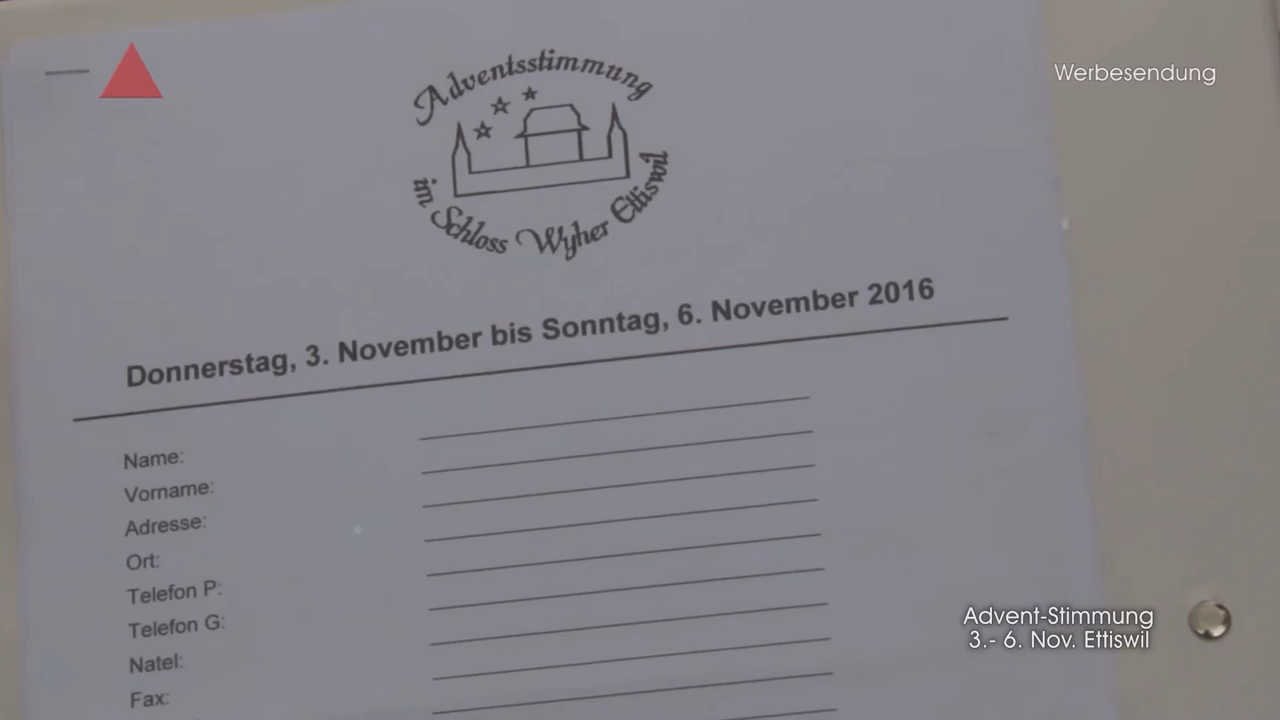 Werbesendung
Adventsstimmung
im Schloss Wyher Ettiswil
Donnerstag, 3. November bis Sonntag, 6. November 2016
Name:
Vorname:
Adresse:
Ort:
Telefon P:
Telefon G:
Natel:
Fax:
Advent-Stimmung
3.- 6. Nov. Ettiswil